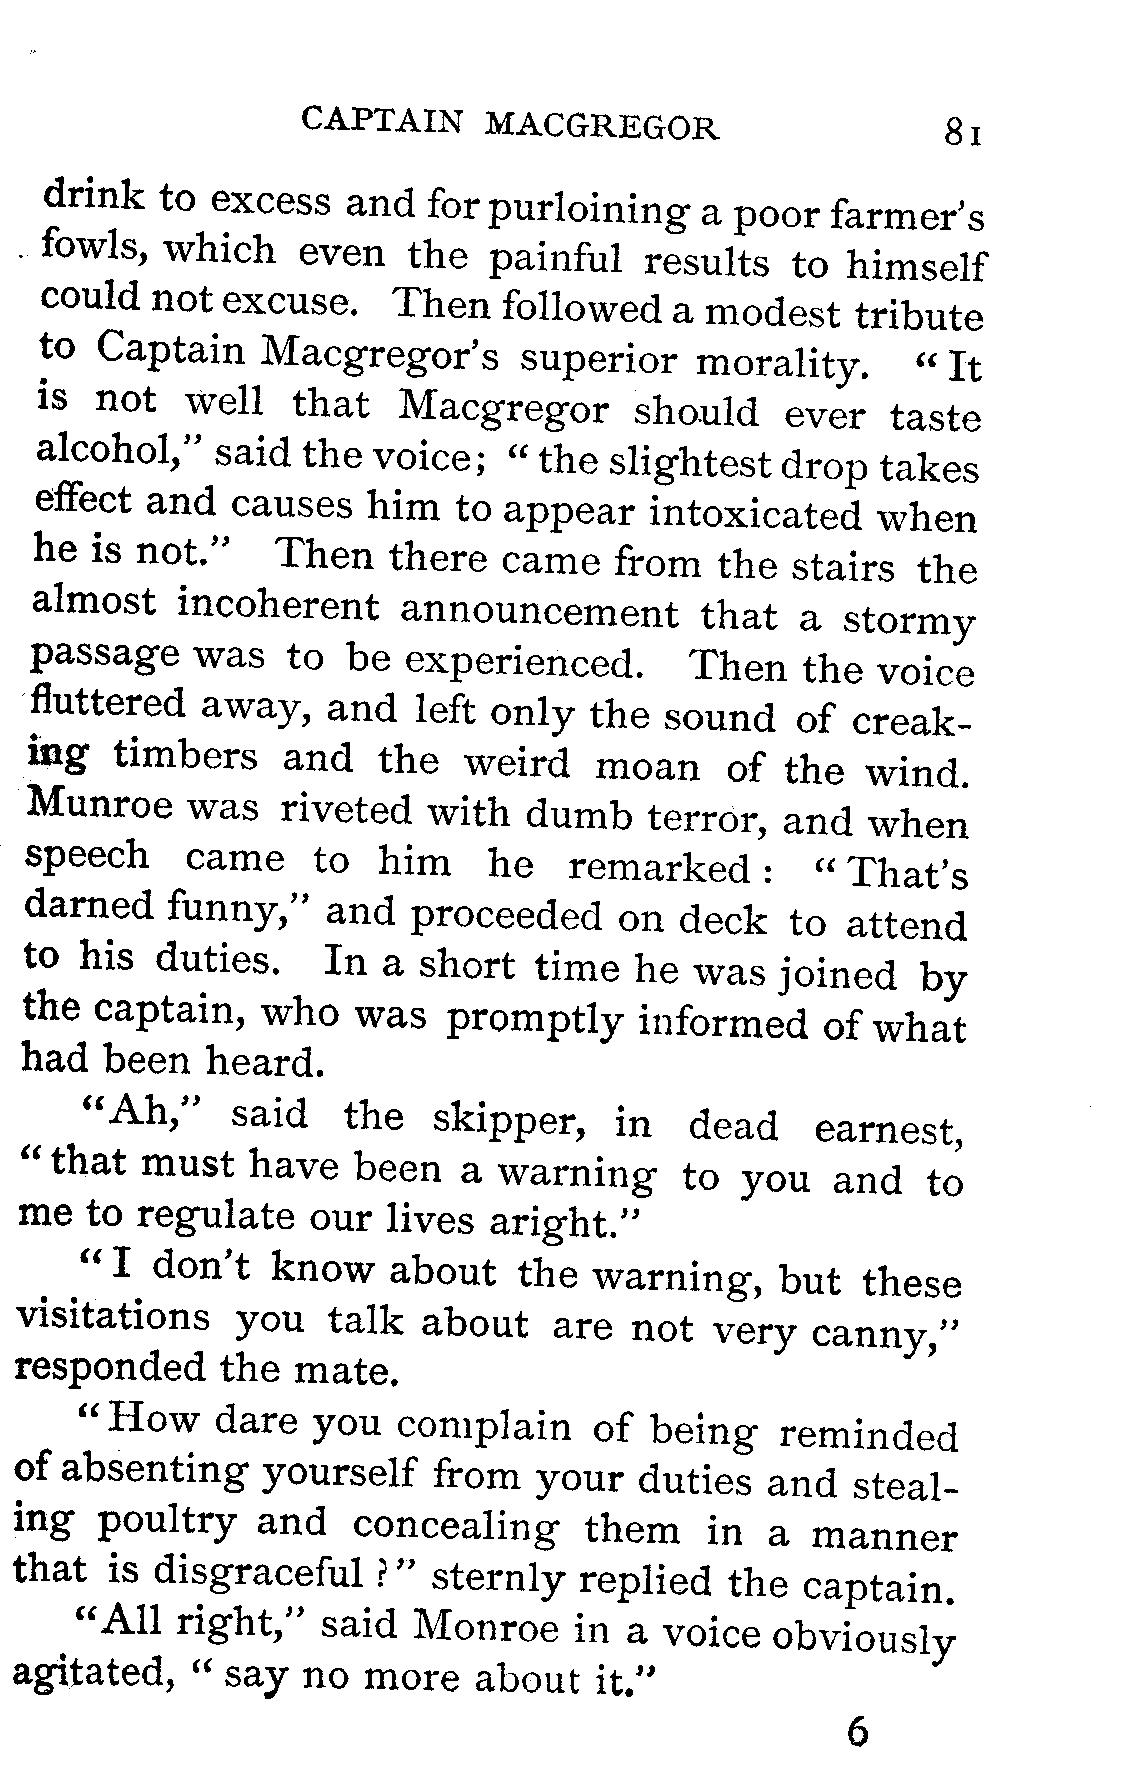 CAPTAIN MACGREGOR 81
drink to excess and for purloining a poor farmer's
fowls, which even the painful results to himself
could not excuse. Then followed a modest tribute
to Captain Macgregor's superior morality. "It
is not well that Macgregor should ever taste
alcohol," said the voice; "the slightest drop takes
effect and causes him to appear intoxicated when
he is not." Then there came from the stairs the
almost incoherent announcement that a stormy
passage was to be experienced. Then the voice
fluttered away, and left only the sound of creak-
ing timbers and the weird moan of the wind.
Munroe was riveted with dumb terror, and when
speech came to him he remarked: "That's
darned funny," and proceeded on deck to attend
to his duties. In a short time he was joined by
the captain, who was promptly informed of what
had been heard.
"Ah," said the skipper, in dead earnest,
"that must have been a warning to you and to
me to regulate our lives aright."
"I don't know about the warning, but these
visitations you talk about are not very canny,"
responded the mate.
"How dare you complain of being reminded
of absenting yourself from your duties and steal-
ing poultry and concealing them in a manner
that is disgraceful?" sternly replied the captain.
"All right," said Monroe in a voice obviously
agitated, "say no more about it."
6